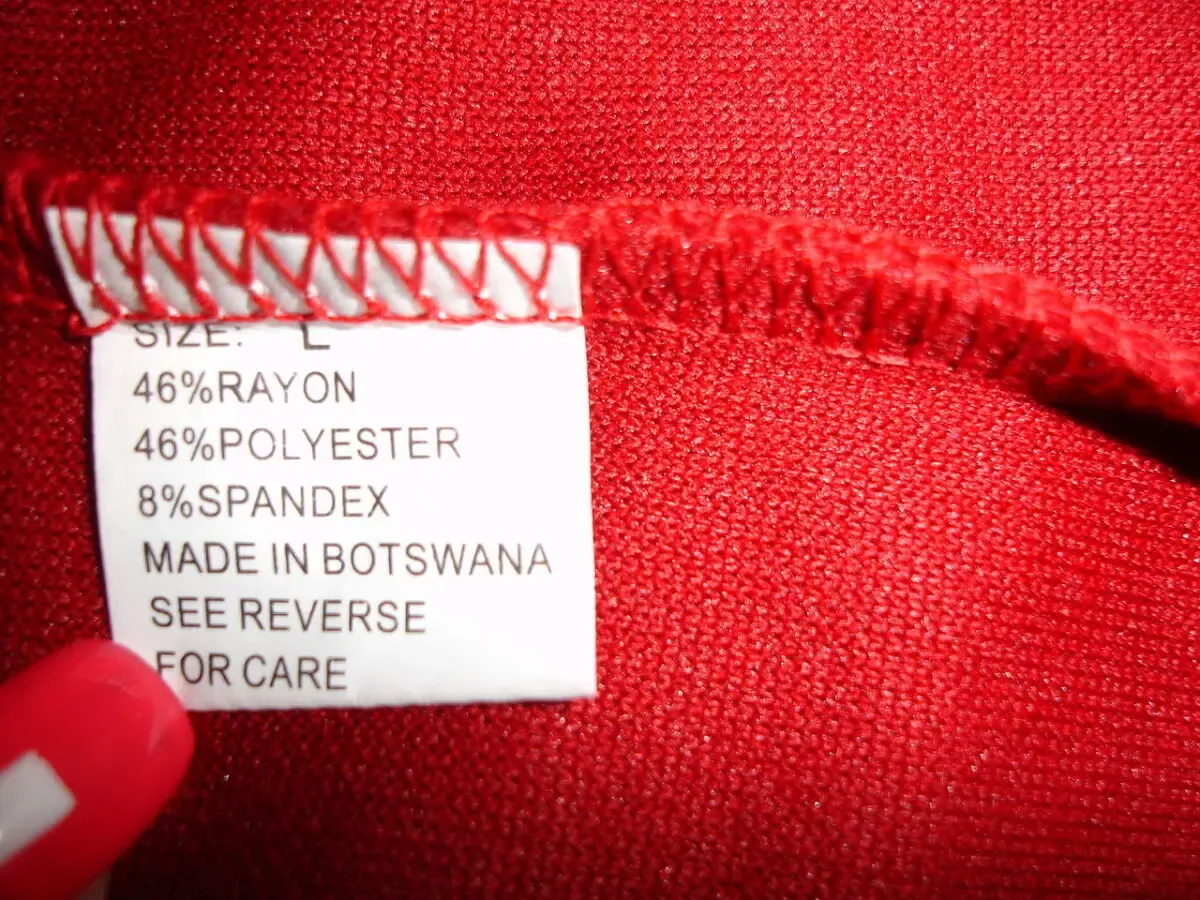 SIZE: L
46%RAYON
46%POLYESTER
8%SPANDEX
MADE IN BOTSWANA
SEE REVERSE
FOR CARE